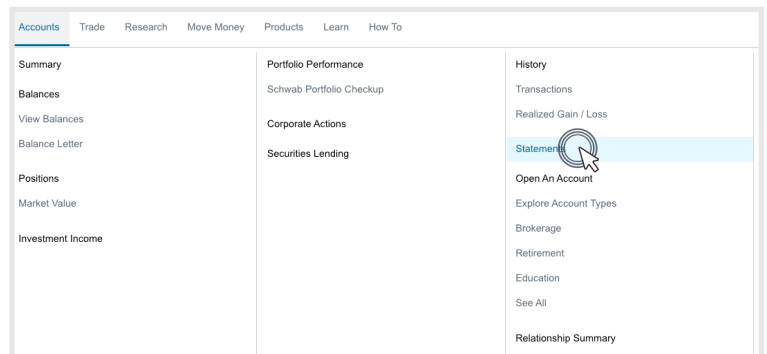 Accounts Trade Research Move Money Products Learn How To
Summary
Balances
View Balances
Balance Letter
Positions
Market Value
Investment Income
Portfolio Performance
Schwab Portfolio Checkup
Corporate Actions
Securities Lending
History
Transactions
Realized Gain / Loss
Statements
Open An Account
Explore Account Types
Brokerage
Retirement
Education
See All
Relationship Summary